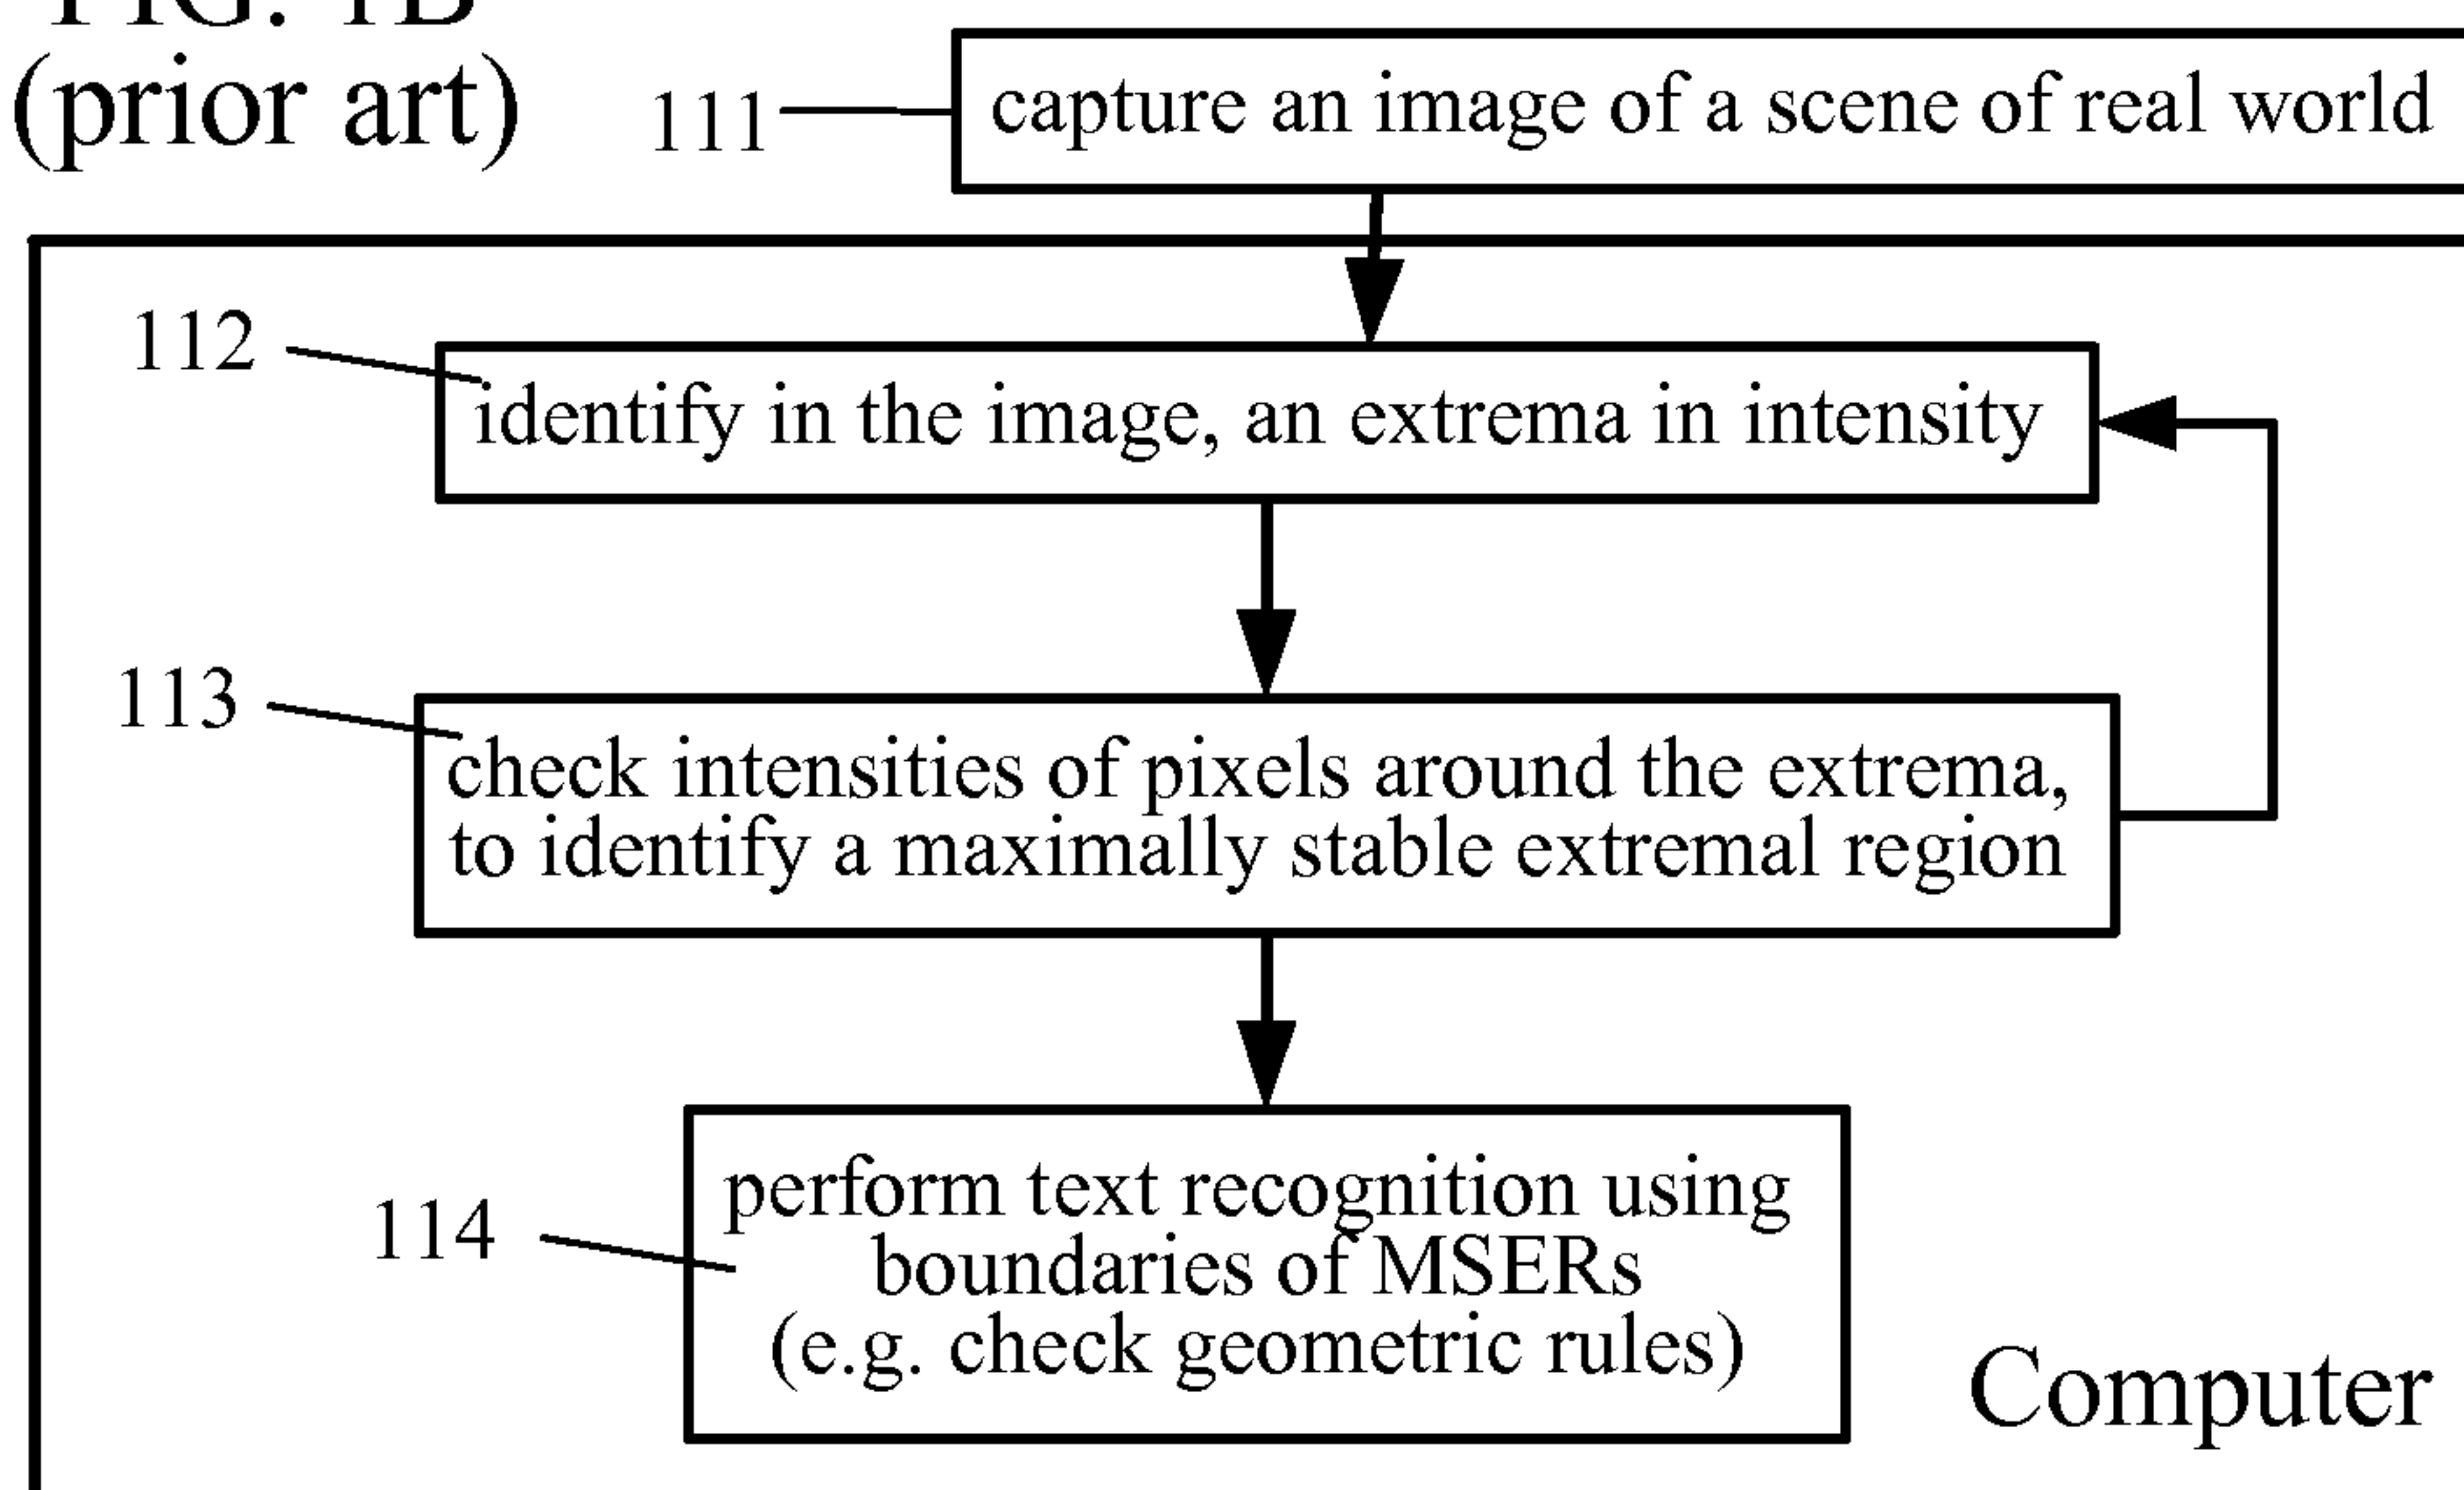 FIG. 1B
(prior art)
111
capture an image of a scene of real world
112
identify in the image, an extrema in intensity
113
check intensities of pixels around the extrema,
to identify a maximally stable extremal region
114
perform text recognition using
boundaries of MSERs
(e.g. check geometric rules)
Computer